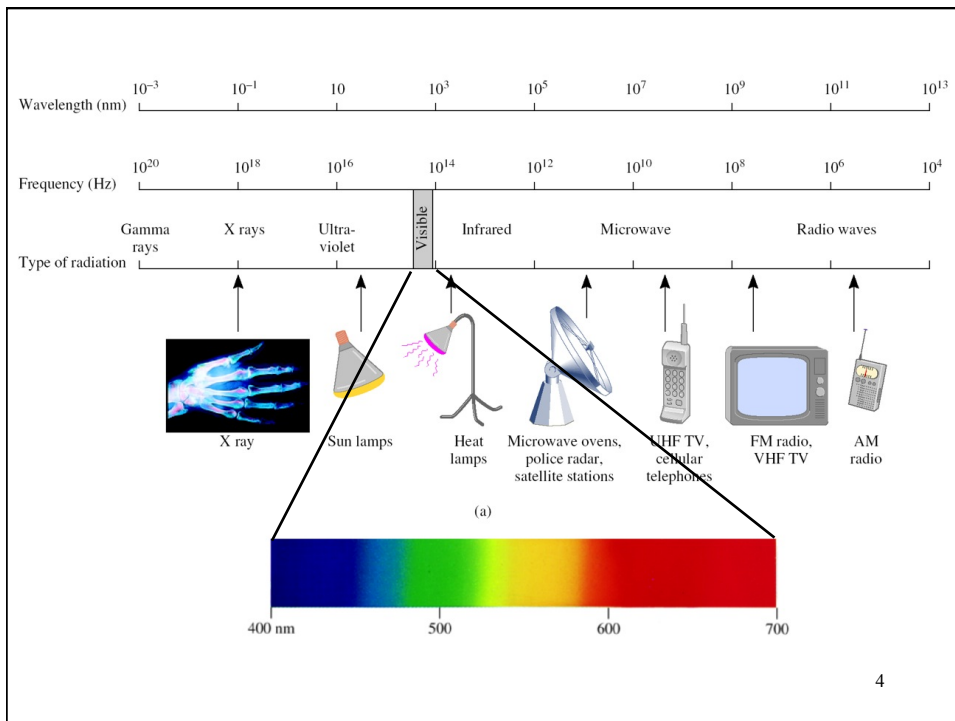 10⁻³ 10⁻¹ 10 10³ 10⁵ 10⁷ 10⁹ 10¹¹ 10¹³
Wavelength (nm)
10²⁰ 10¹⁸ 10¹⁶ 10¹⁴ 10¹² 10¹⁰ 10⁸ 10⁶ 10⁴
Frequency (Hz)
Visible
Gamma
rays
X rays
Ultra-
violet
Infrared
Microwave
Radio waves
Type of radiation
X ray
Sun lamps
Heat
lamps
Microwave ovens,
police radar,
satellite stations
UHF TV,
cellular
telephones
FM radio,
VHF TV
AM
radio
(a)
400 nm 500 600 700
4